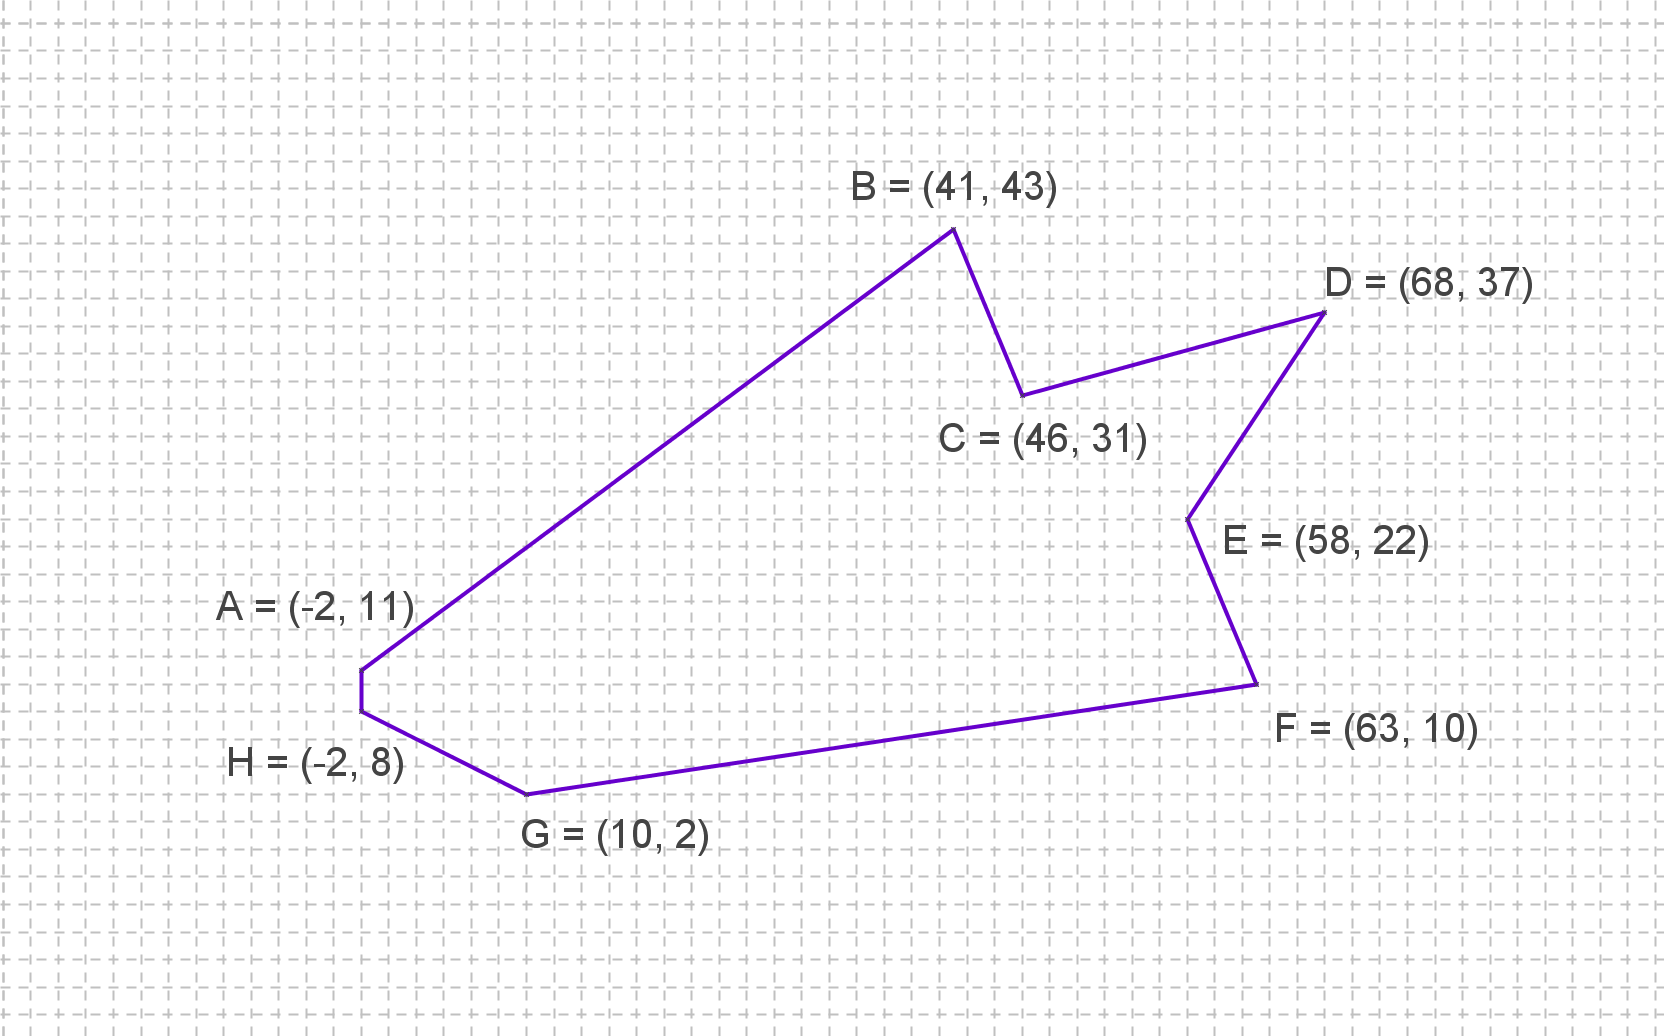 B = (41, 43)
D = (68, 37)
C = (46, 31)
E = (58, 22)
A = (-2, 11)
F = (63, 10)
H = (-2, 8)
G = (10, 2)